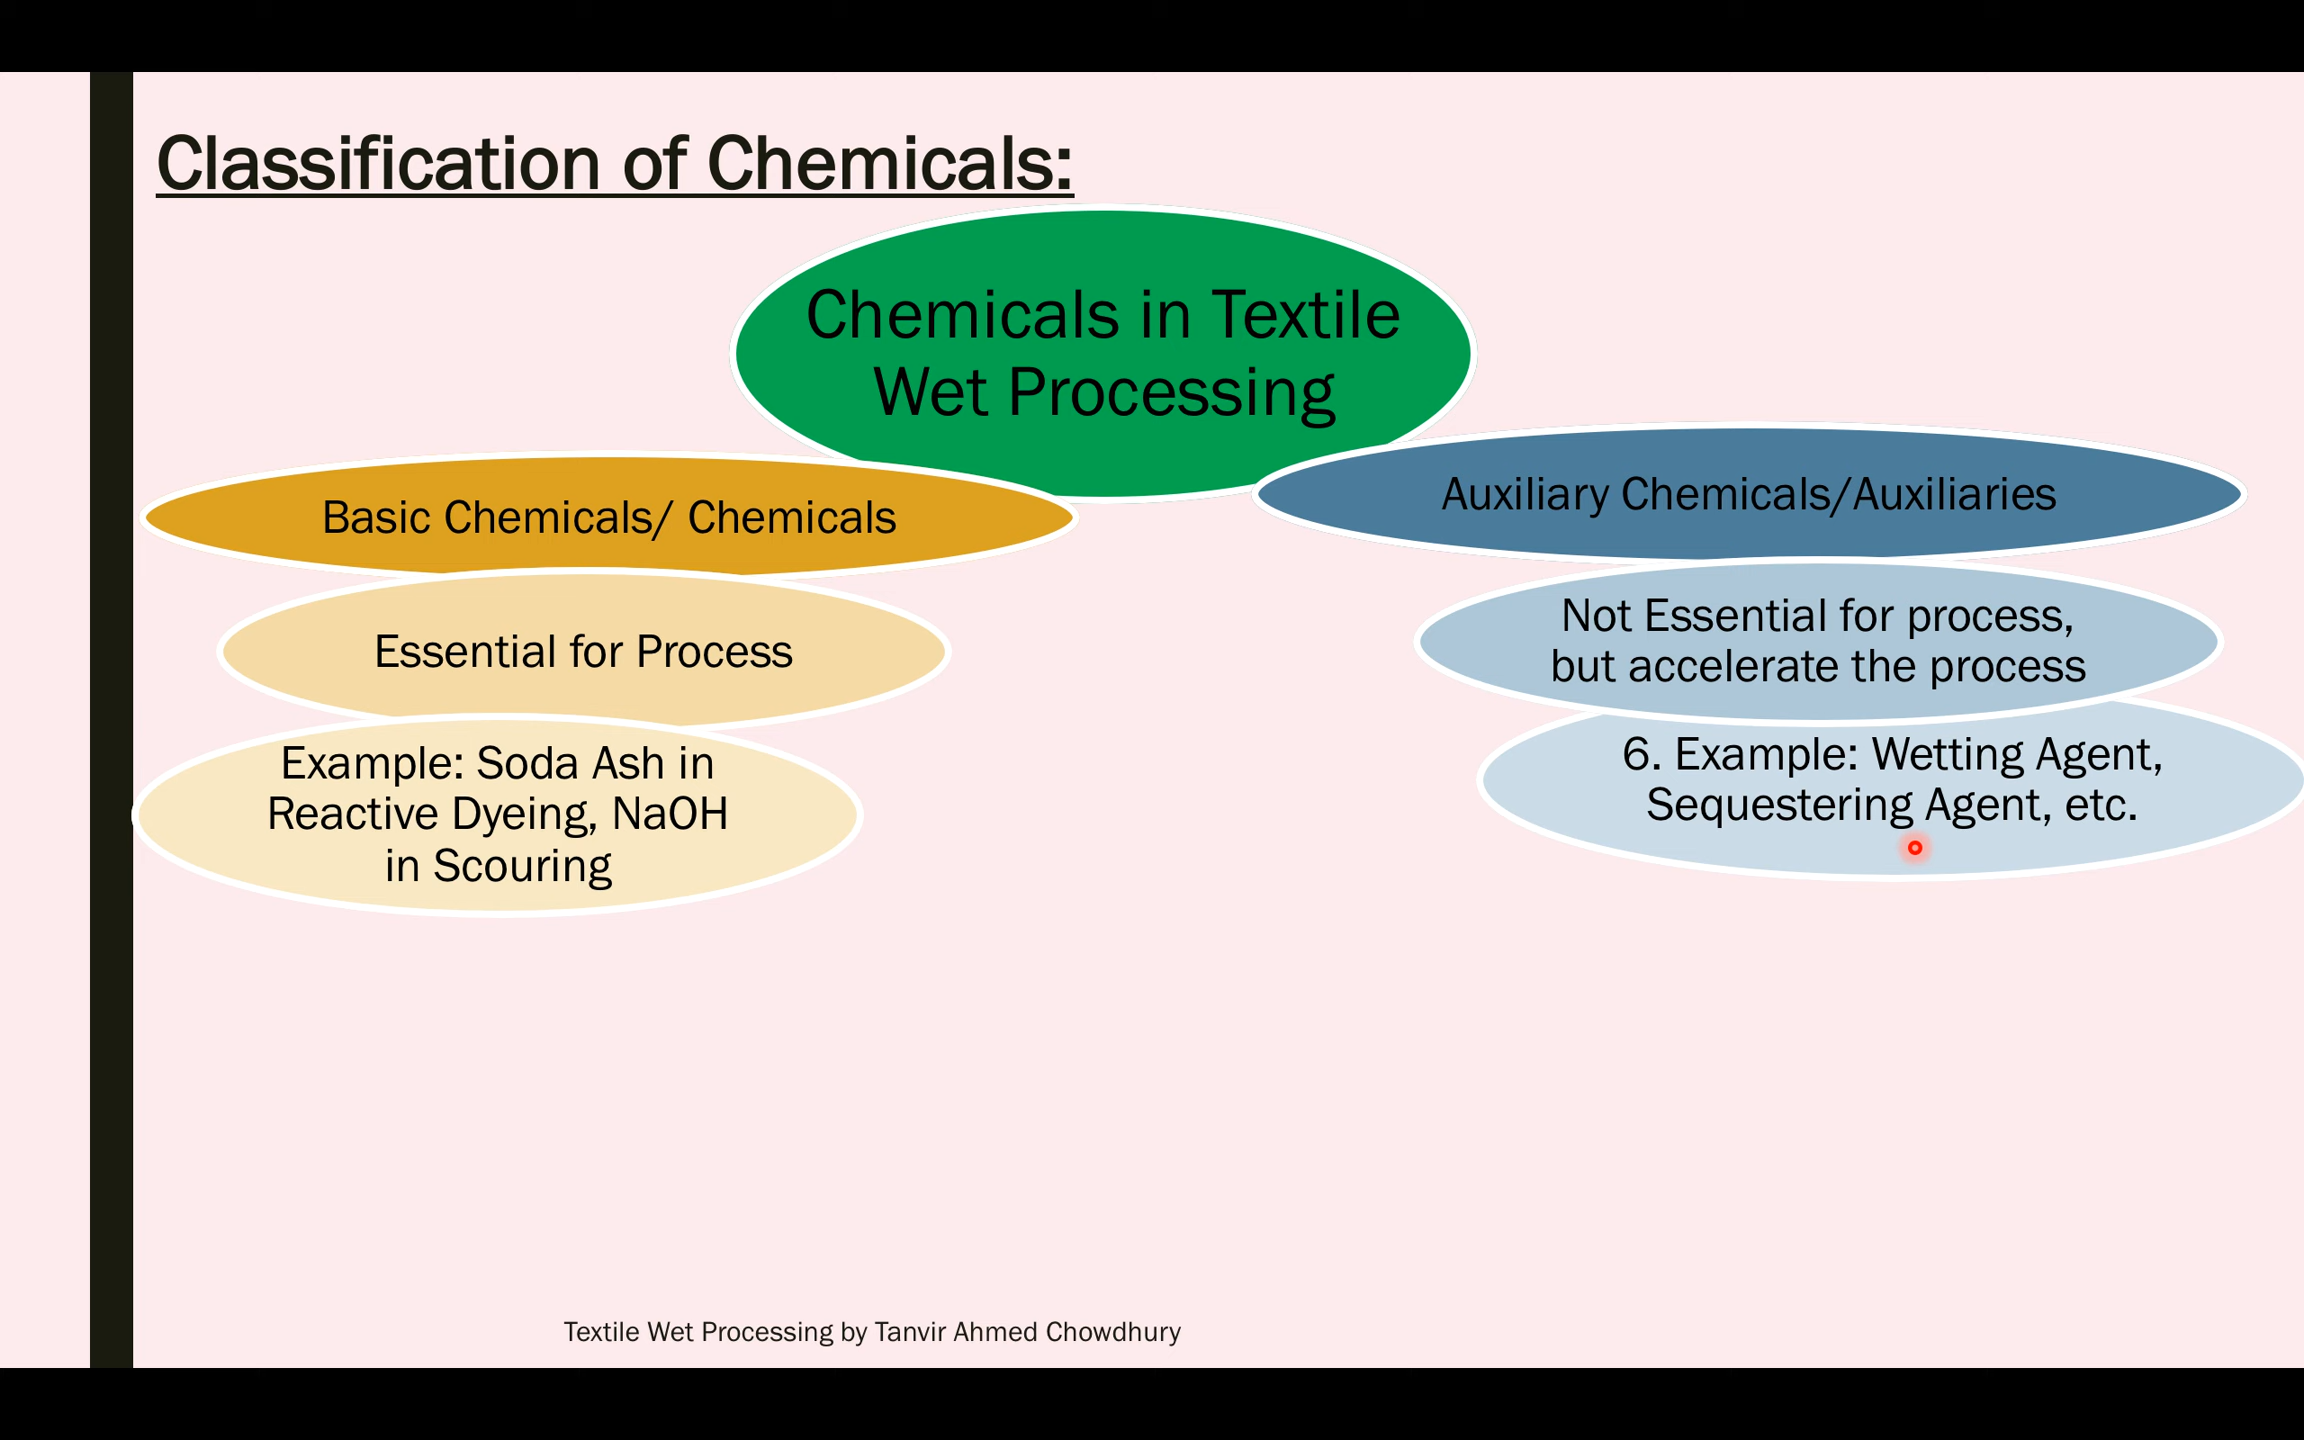 Classification of Chemicals:
Chemicals in Textile
Wet Processing
Basic Chemicals/ Chemicals
Essential for Process
Example: Soda Ash in
Reactive Dyeing, NaOH
in Scouring
Auxiliary Chemicals/Auxiliaries
Not Essential for process,
but accelerate the process
6. Example: Wetting Agent,
Sequestering Agent, etc.
Textile Wet Processing by Tanvir Ahmed Chowdhury